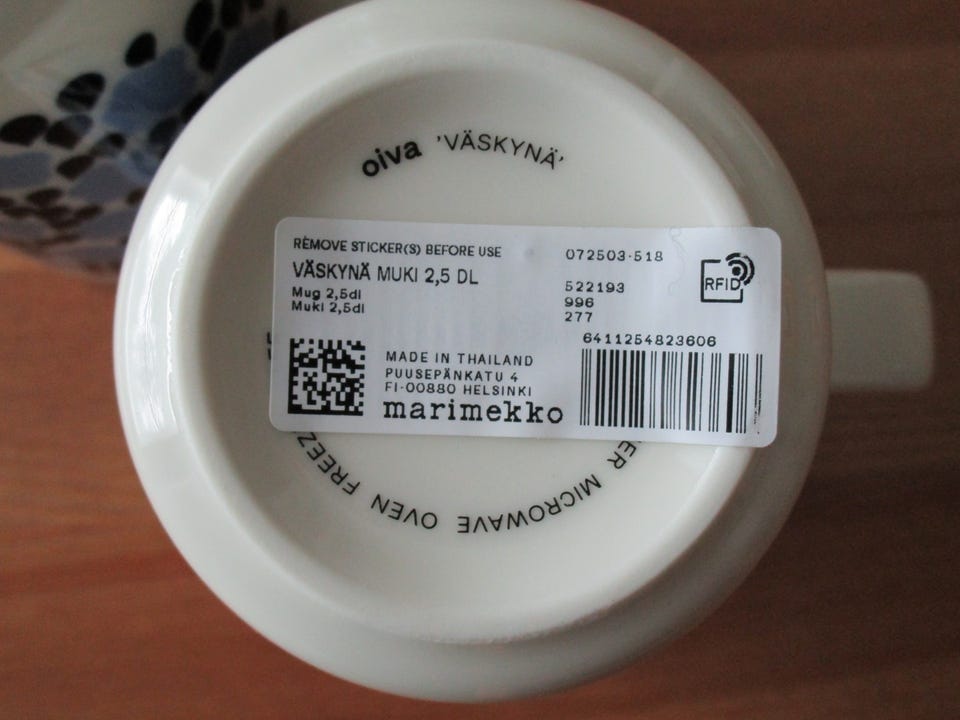 oiva 'VÄSKYNÄ'
REMOVE STICKER(S) BEFORE USE
VÄSKYNÄ MUKI 2,5 DL
Mug 2,5dl
Muki 2,5dl
072503-518
522193
996
277
RFID
6411254823606
MADE IN THAILAND
PUUSEPÄNKATU 4
FI-00880 HELSINKI
marimekko
MICROWAVE OVEN